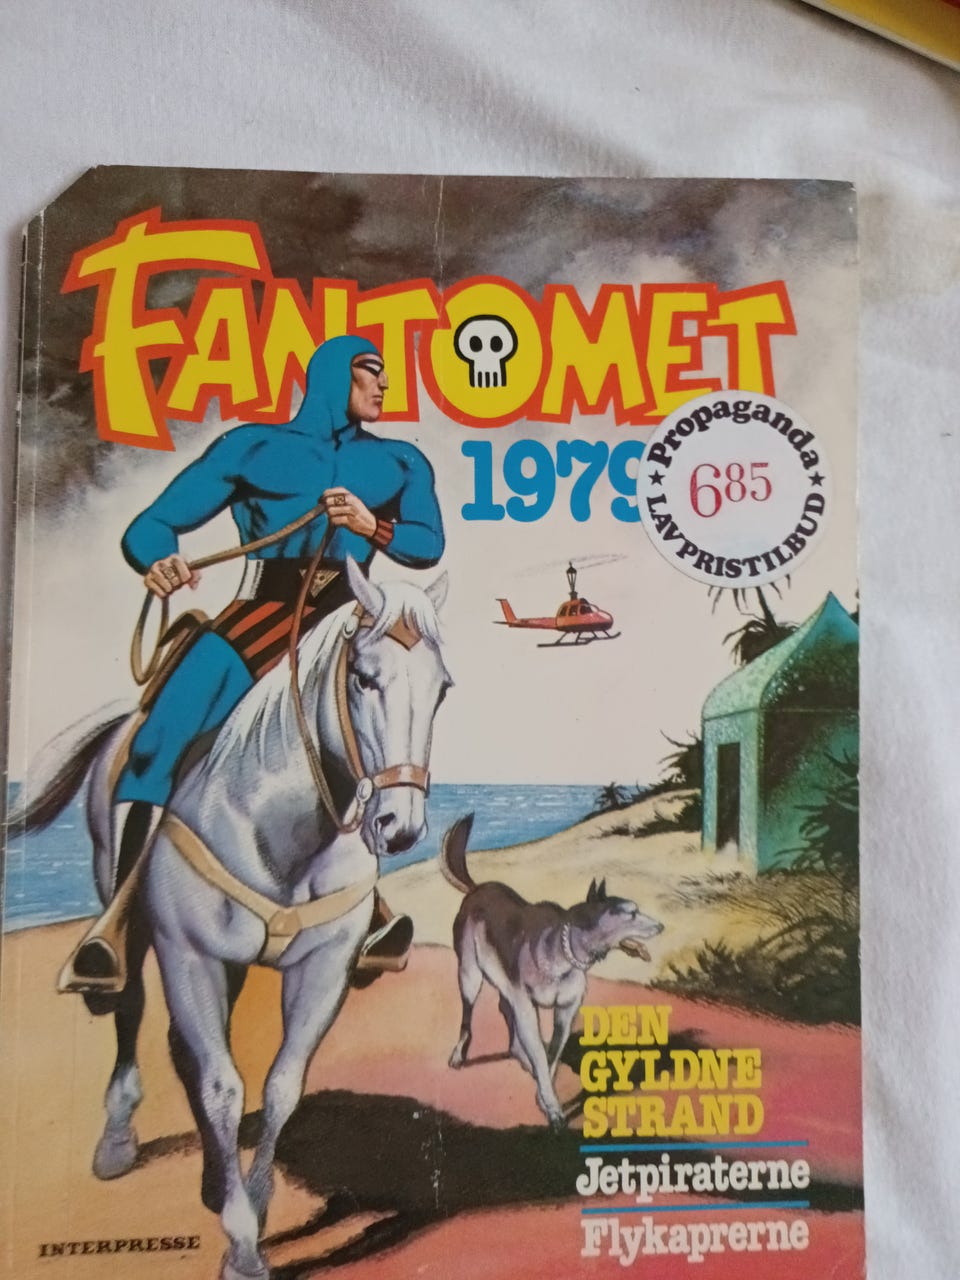 FANTOMET
1979
Propaganda
6 85
LAVPRISTILBUD
DEN
GYLDNE
STRAND
Jetpiraterne
Flykaprerne
INTERPRESSE